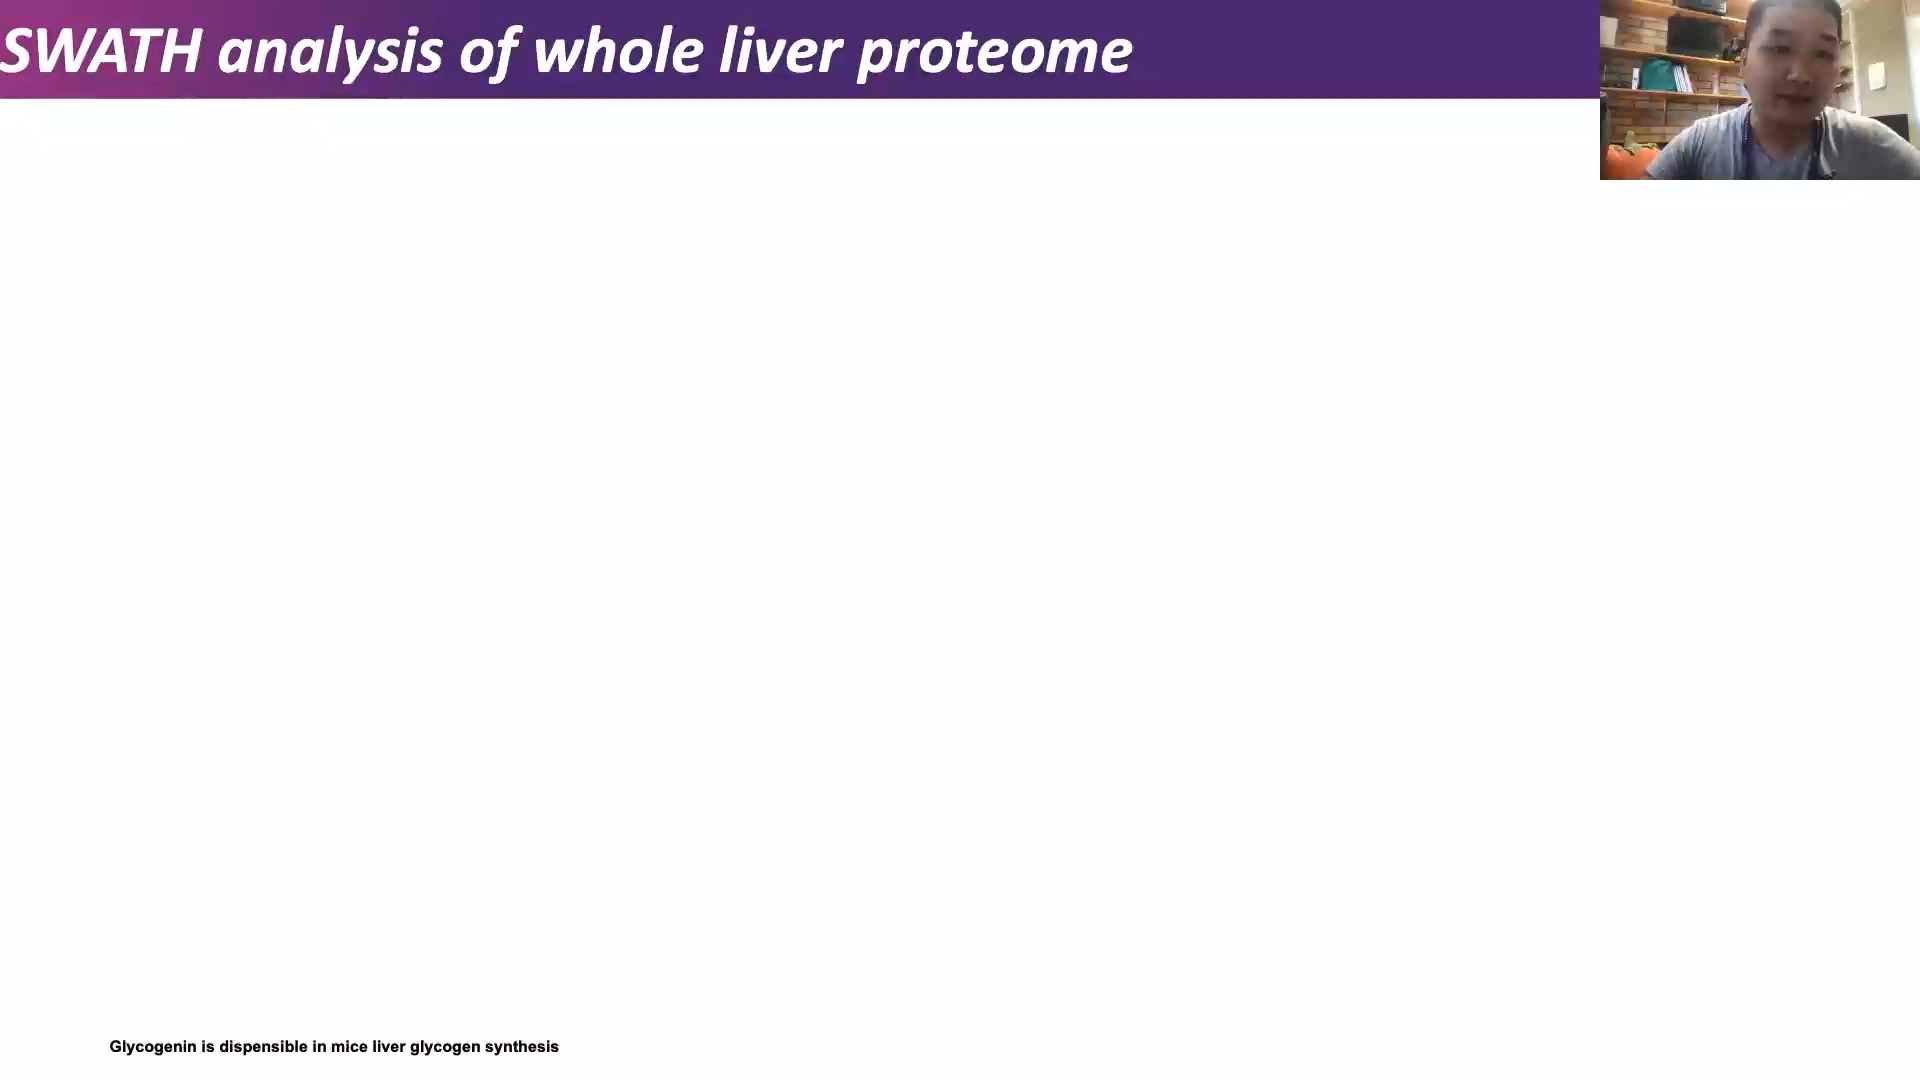 SWATH analysis of whole liver proteome
Glycogenin is dispensible in mice liver glycogen synthesis